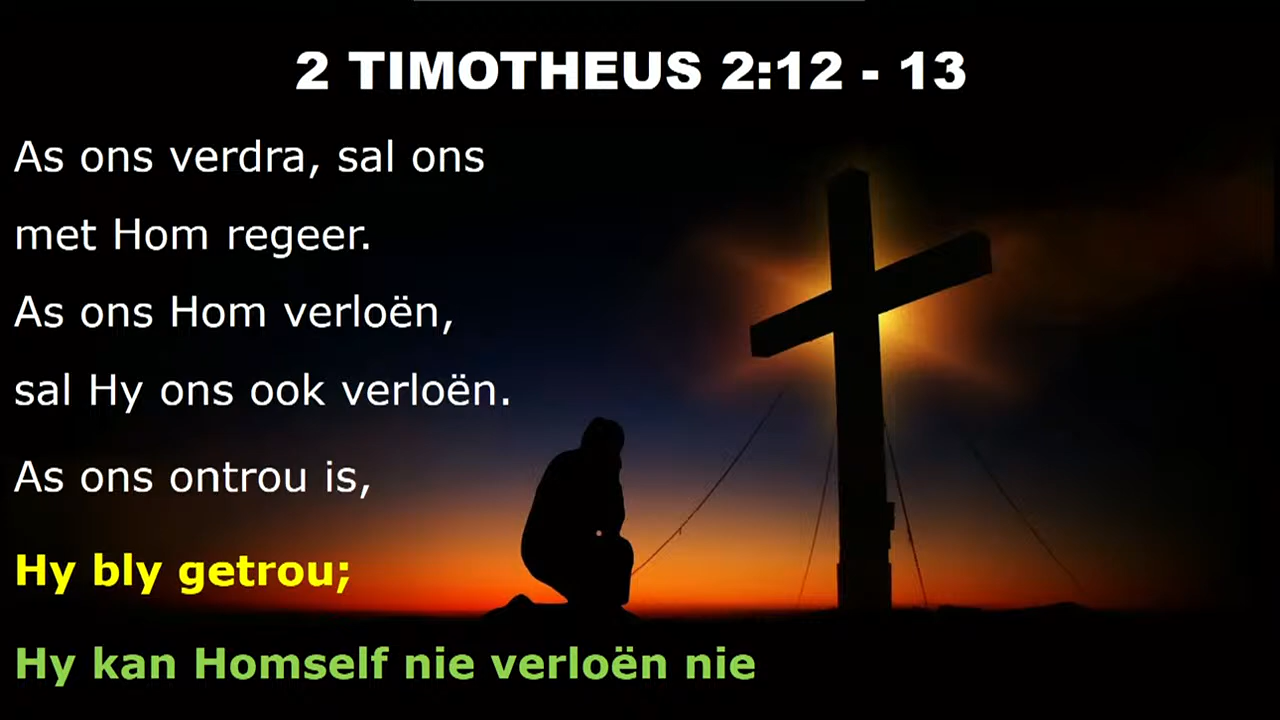 2 TIMOTHEUS 2:12 - 13
As ons verdra, sal ons
met Hom regeer.
As ons Hom verloën,
sal Hy ons ook verloën.
As ons ontrou is,
Hy bly getrou;
Hy kan Homself nie verloën nie